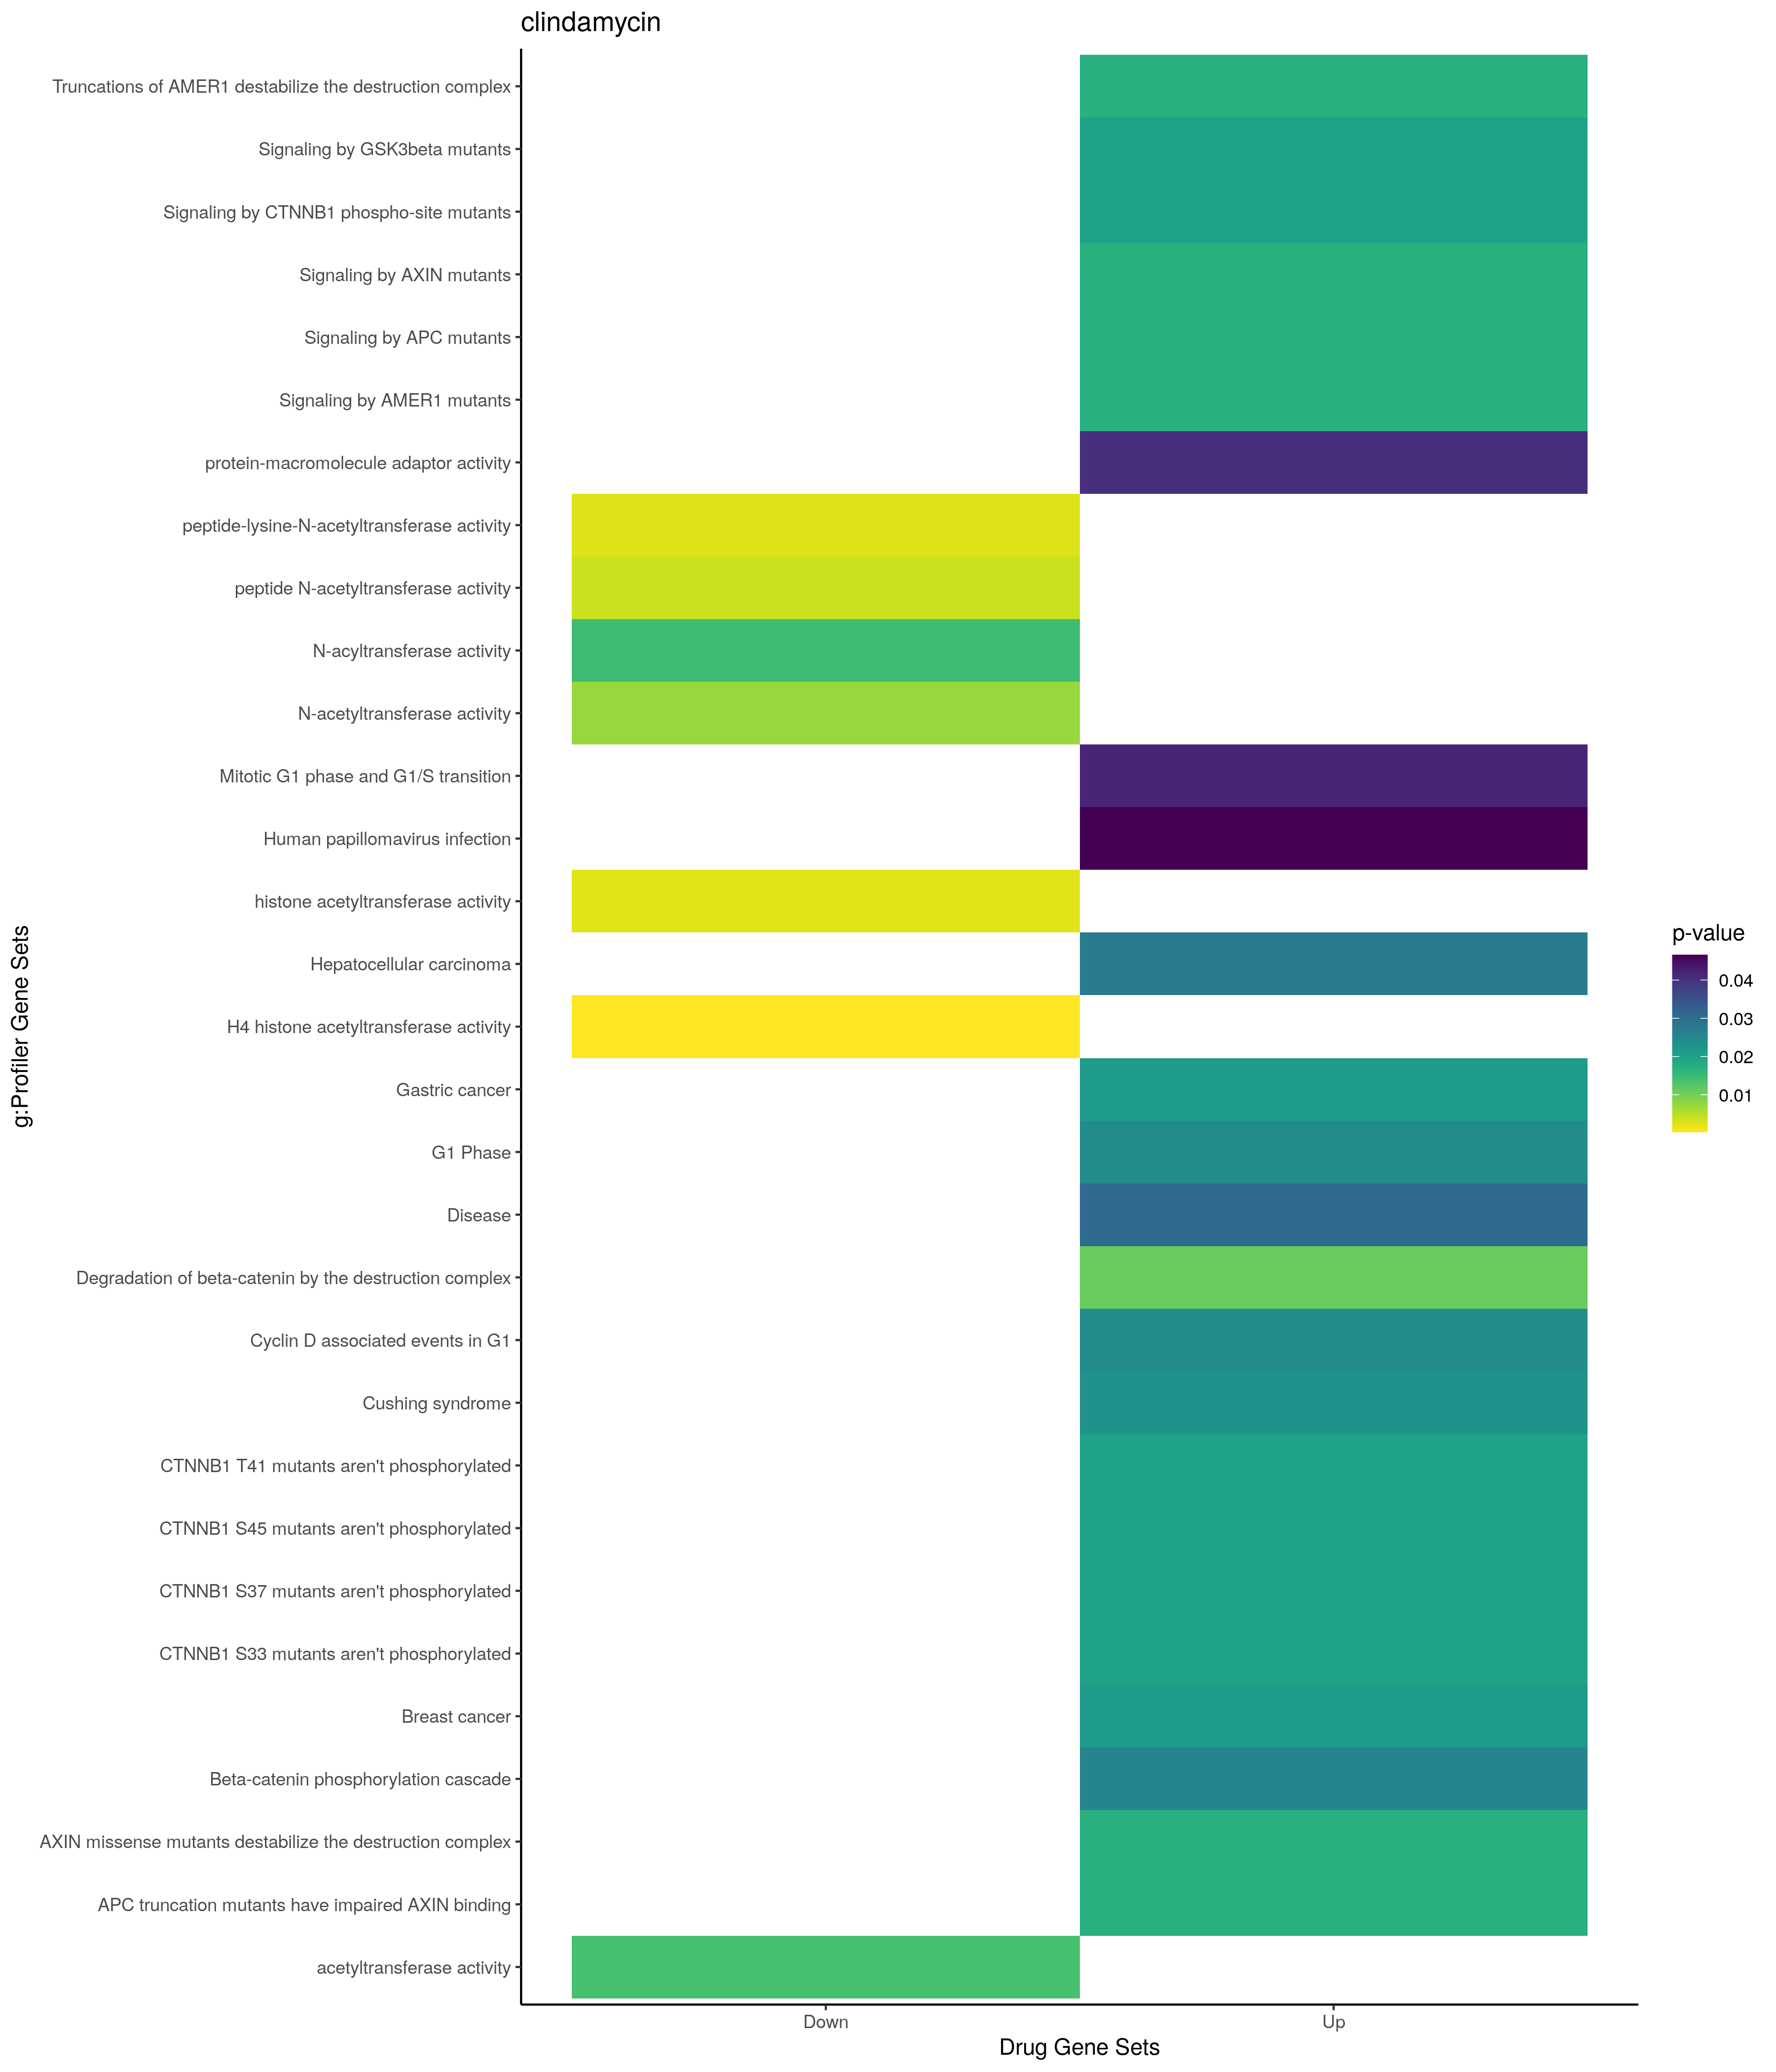 clindamycin
Truncations of AMER1 destabilize the destruction complex
Signaling by GSK3beta mutants
Signaling by CTNNB1 phospho-site mutants
Signaling by AXIN mutants
Signaling by APC mutants
Signaling by AMER1 mutants
protein-macromolecule adaptor activity
peptide-lysine-N-acetyltransferase activity
peptide N-acetyltransferase activity
N-acyltransferase activity
N-acetyltransferase activity
Mitotic G1 phase and G1/S transition
Human papillomavirus infection
histone acetyltransferase activity
Hepatocellular carcinoma
H4 histone acetyltransferase activity
Gastric cancer
G1 Phase
Disease
Degradation of beta-catenin by the destruction complex
Cyclin D associated events in G1
Cushing syndrome
CTNNB1 T41 mutants aren't phosphorylated
CTNNB1 S45 mutants aren't phosphorylated
CTNNB1 S37 mutants aren't phosphorylated
CTNNB1 S33 mutants aren't phosphorylated
Breast cancer
Beta-catenin phosphorylation cascade
AXIN missense mutants destabilize the destruction complex
APC truncation mutants have impaired AXIN binding
acetyltransferase activity
g:Profiler Gene Sets
Down
Up
Drug Gene Sets
p-value
0.04
0.03
0.02
0.01